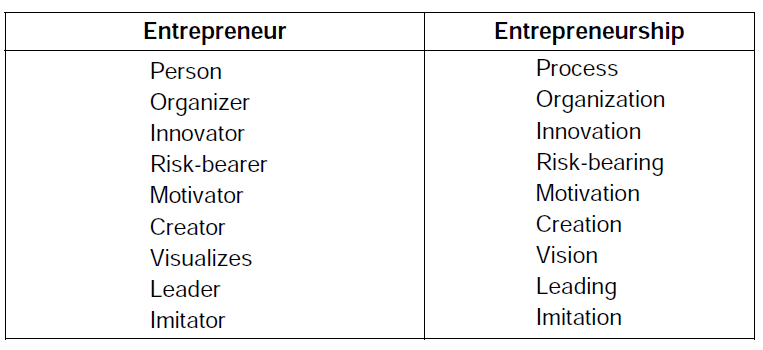 Entrepreneur Entrepreneurship
Person Process
Organizer Organization
Innovator Innovation
Risk-bearer Risk-bearing
Motivator Motivation
Creator Creation
Visualizes Vision
Leader Leading
Imitator Imitation